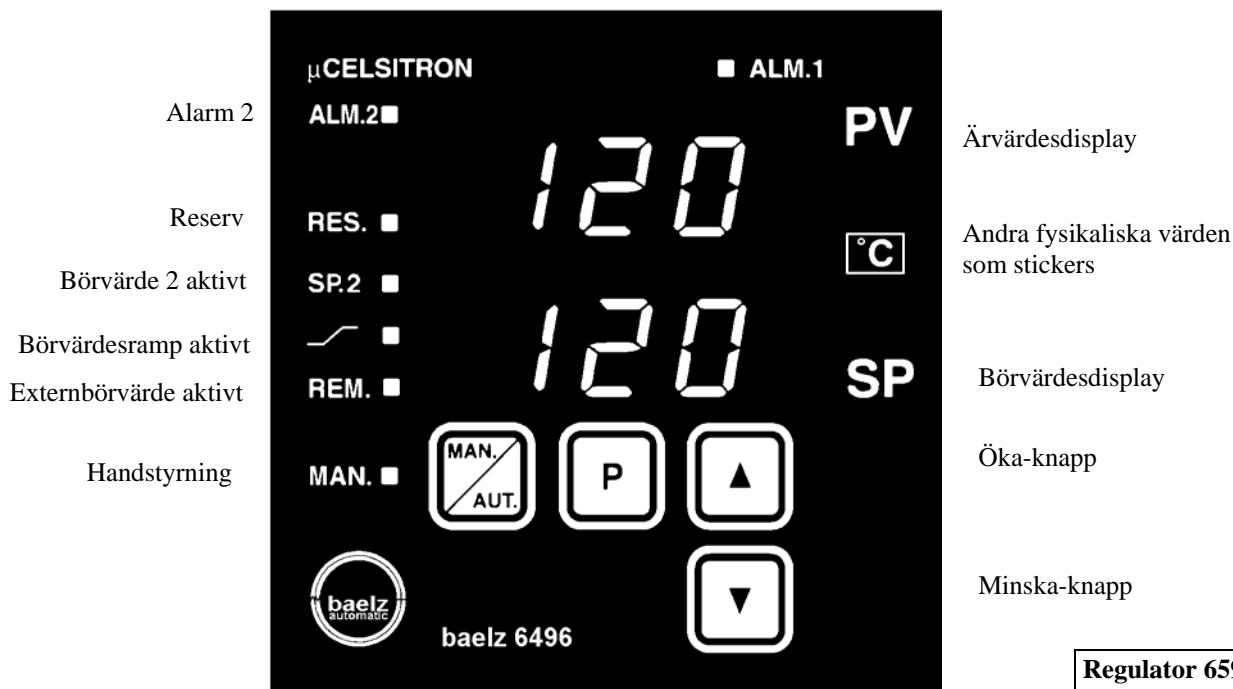 µCELSITRON
ALM.1
Alarm 2
ALM.2
PV
Ärvärdesdisplay
120
Reserv
RES.
°C
Andra fysikaliska värden
som stickers
Börvärde 2 aktivt
SP.2
120
Börvärdesramp aktivt
SP
Börvärdesdisplay
Externbörvärde aktivt
REM.
Handstyrning
MAN.
MAN.
AUT.
P
▲
Öka-knapp
▼
Minska-knapp
baelz
automatic
baelz 6496
Regulator 659